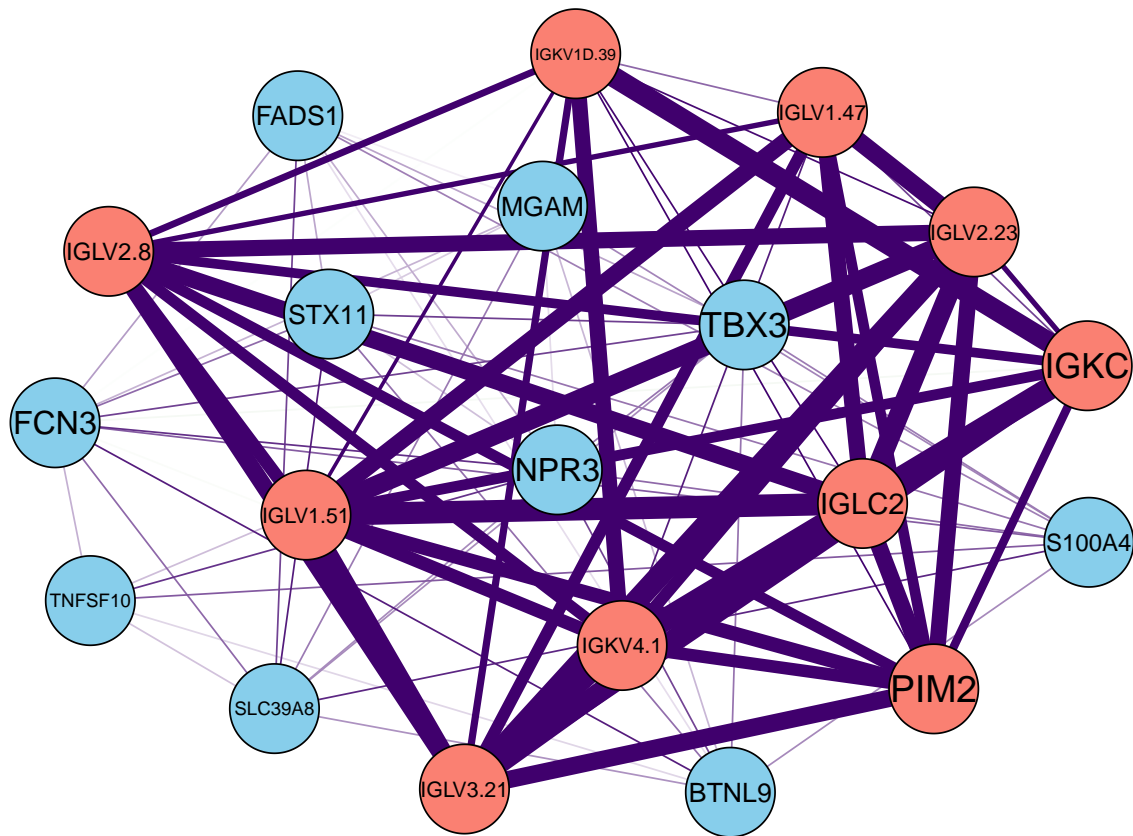 IGKV1D.39
IGLV1.47
FADS1
MGAM
IGLV2.23
IGLV2.8
STX11
TBX3
IGKC
FCN3
NPR3
IGLC2
IGLV1.51
S100A4
TNFSF10
IGKV4.1
PIM2
SLC39A8
IGLV3.21
BTNL9